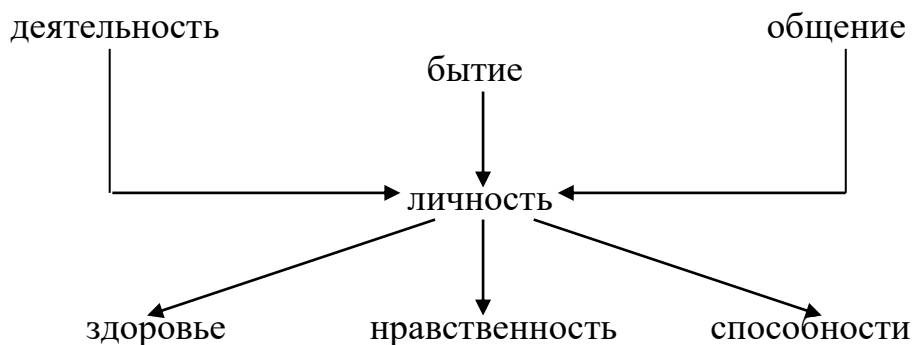 деятельность
общение
бытие
личность
здоровье
нравственность
способности